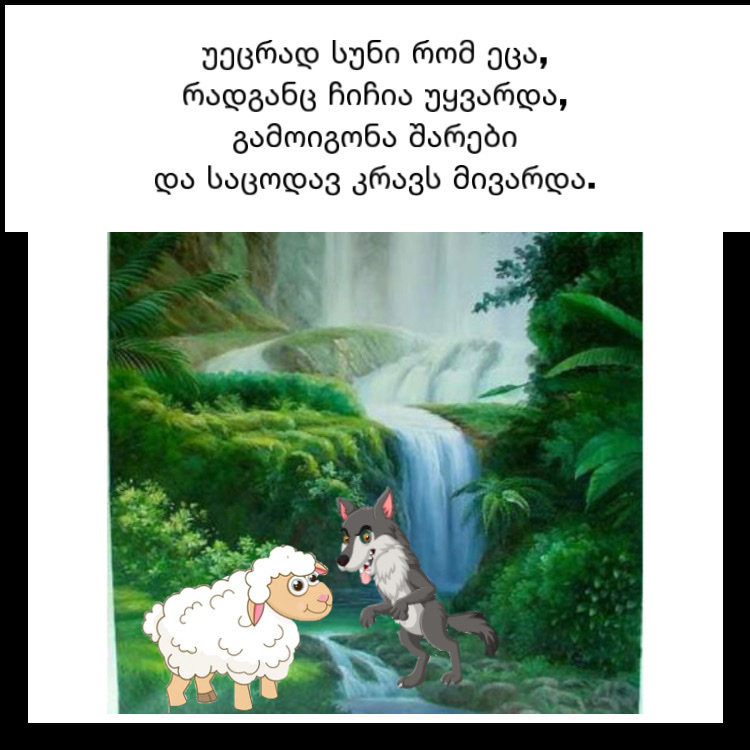 უეცრად სუნი რომ ეცა,
რადგანც ჩიჩია უყვარდა,
გამოიგონა შარები
და საცოდავ კრავს მივარდა.